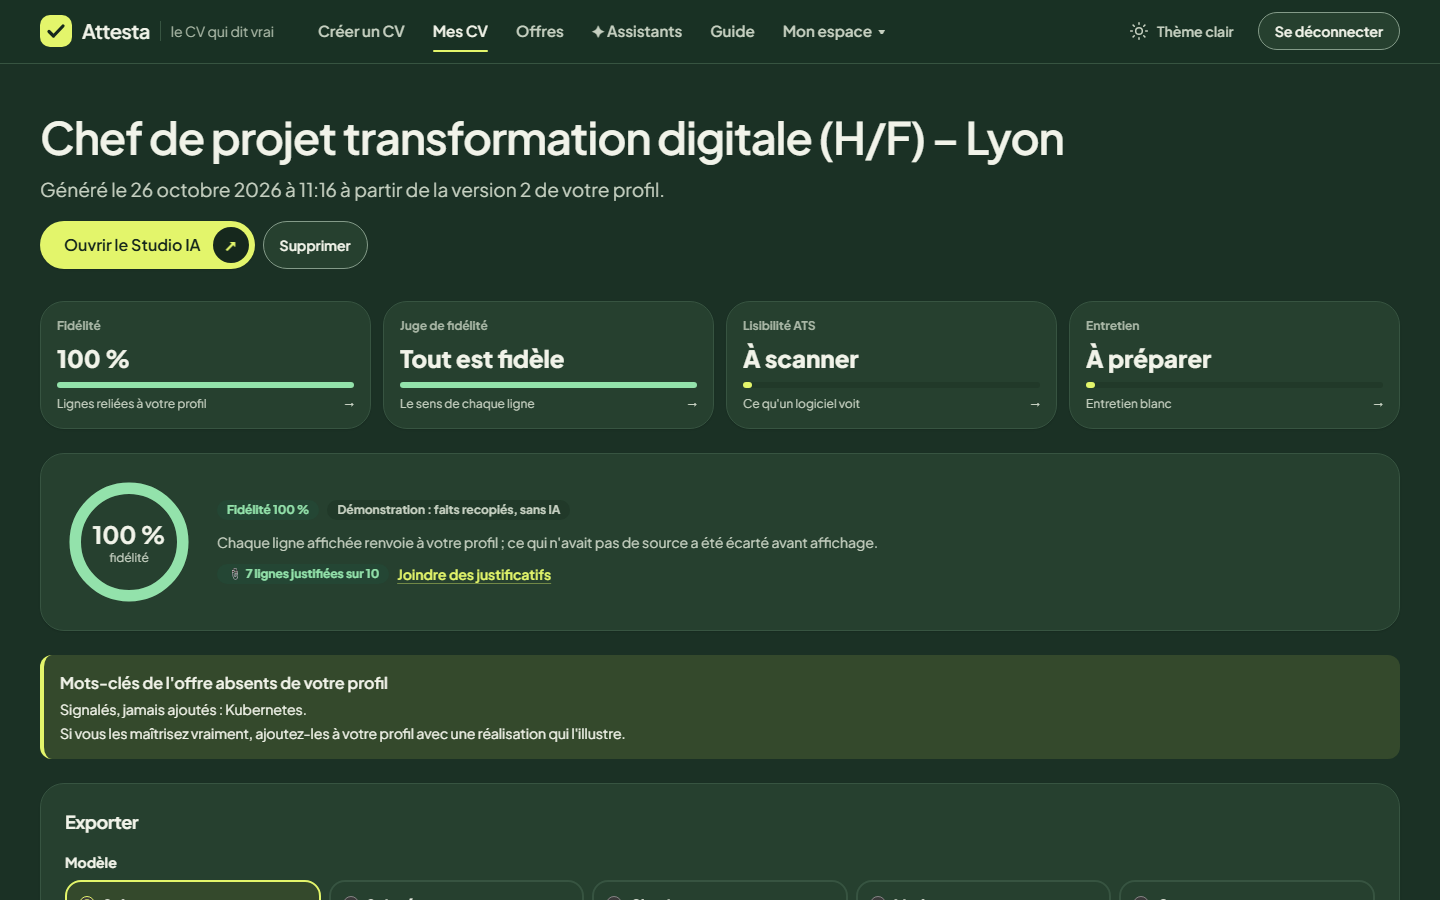 Attesta
le CV qui dit vrai
Créer un CV
Mes CV
Offres
Assistants
Guide
Mon espace
Thème clair
Se déconnecter
Chef de projet transformation digitale (H/F) – Lyon
Généré le 26 octobre 2026 à 11:16 à partir de la version 2 de votre profil.
Ouvrir le Studio IA
Supprimer
Fidélité
100 %
Lignes reliées à votre profil →
Juge de fidélité
Tout est fidèle
Le sens de chaque ligne →
Lisibilité ATS
À scanner
Ce qu'un logiciel voit →
Entretien
À préparer
Entretien blanc →
100 %
fidélité
Fidélité 100 %
Démonstration : faits recopiés, sans IA
Chaque ligne affichée renvoie à votre profil ; ce qui n'avait pas de source a été écarté avant affichage.
7 lignes justifiées sur 10
Joindre des justificatifs
Mots-clés de l'offre absents de votre profil
Signalés, jamais ajoutés : Kubernetes.
Si vous les maîtrisez vraiment, ajoutez-les à votre profil avec une réalisation qui l'illustre.
Exporter
Modèle